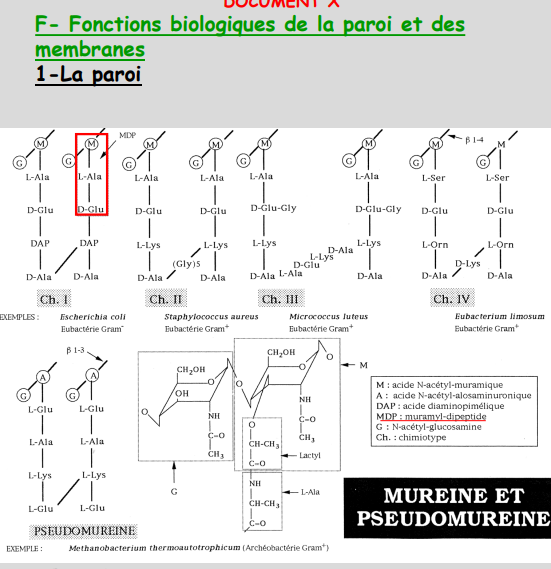 DOCUMENT X
F- Fonctions biologiques de la paroi et des
membranes
1-La paroi
M M MDP M M M M M β 1-4 M
G G G G G G G G
L-Ala L-Ala L-Ala L-Ala L-Ala L-Ala L-Ser L-Ser
D-Glu D-Glu D-Glu D-Glu D-Glu-Gly D-Glu-Gly D-Glu D-Glu
DAP DAP L-Lys L-Lys L-Lys L-Lys L-Orn L-Orn
(Gly)5 D-Glu L-Lys D-Ala D-Lys
D-Ala D-Ala D-Ala D-Ala D-Ala L-Ala D-Ala D-Ala D-Ala
Ch. I Ch. II Ch. III Ch. IV
EXEMPLES : Escherichia coli Staphylococcus aureus Micrococcus luteus Eubacterium limosum
Eubactérie Gram- Eubactérie Gram+ Eubactérie Gram+ Eubactérie Gram+
β 1-3
A A
G G
L-Glu L-Glu
L-Ala L-Ala
L-Lys L-Lys
L-Glu L-Glu
PSEUDOMUREINE
CH₂OH CH₂OH O M
O O O
OH
O
NH NH
C=O O C=O
CH₃ CH-CH₃ CH₃
C=O Lactyl
G NH
CH-CH₃ L-Ala
C=O
M : acide N-acétyl-muramique
A : acide N-acétyl-alosaminuronique
DAP : acide diaminopimélique
MDP : muramyl-dipeptide
G : N-acétyl-glucosamine
Ch. : chimiotype
MUREINE ET
PSEUDOMUREINE
EXEMPLE : Methanobacterium thermoautotrophicum (Archéobactérie Gram+)